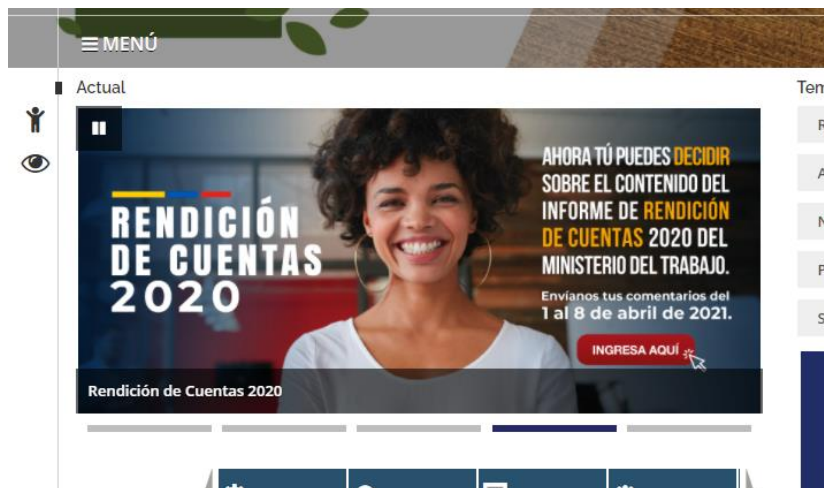 MENÚ
Actual
Tem
R
A
N
P
S
RENDICIÓN
DE CUENTAS
2020
AHORA TÚ PUEDES DECIDIR
SOBRE EL CONTENIDO DEL
INFORME DE RENDICIÓN
DE CUENTAS 2020 DEL
MINISTERIO DEL TRABAJO.
Envíanos tus comentarios del
1 al 8 de abril de 2021.
INGRESA AQUÍ
Rendición de Cuentas 2020